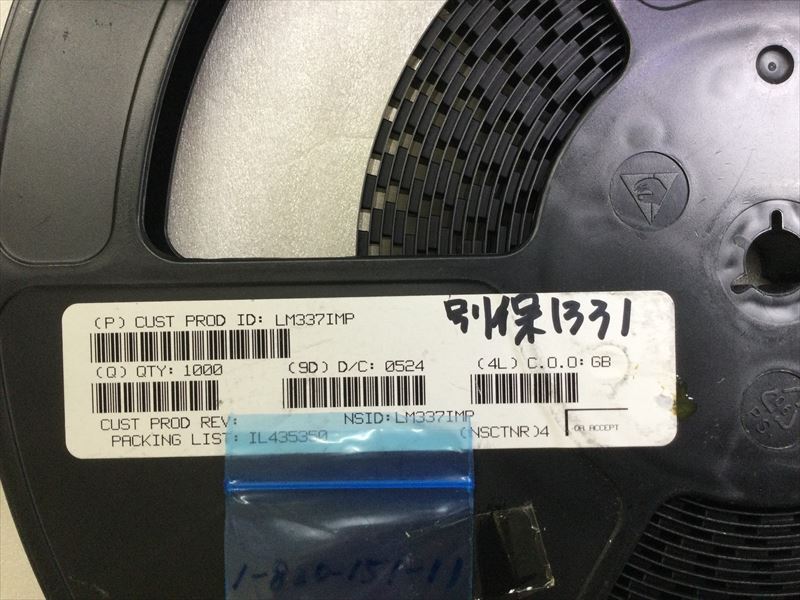 別保1331
(P) CUST PROD ID: LM337IMP
(Q) QTY: 1000 (9D) D/C: 0524 (4L) C.O.O: GB
CUST PROD REV: NSID: LM337IMP
PACKING LIST: IL435350 (NSCTNR)4 QA ACCEPT
1-820-151-11
PS